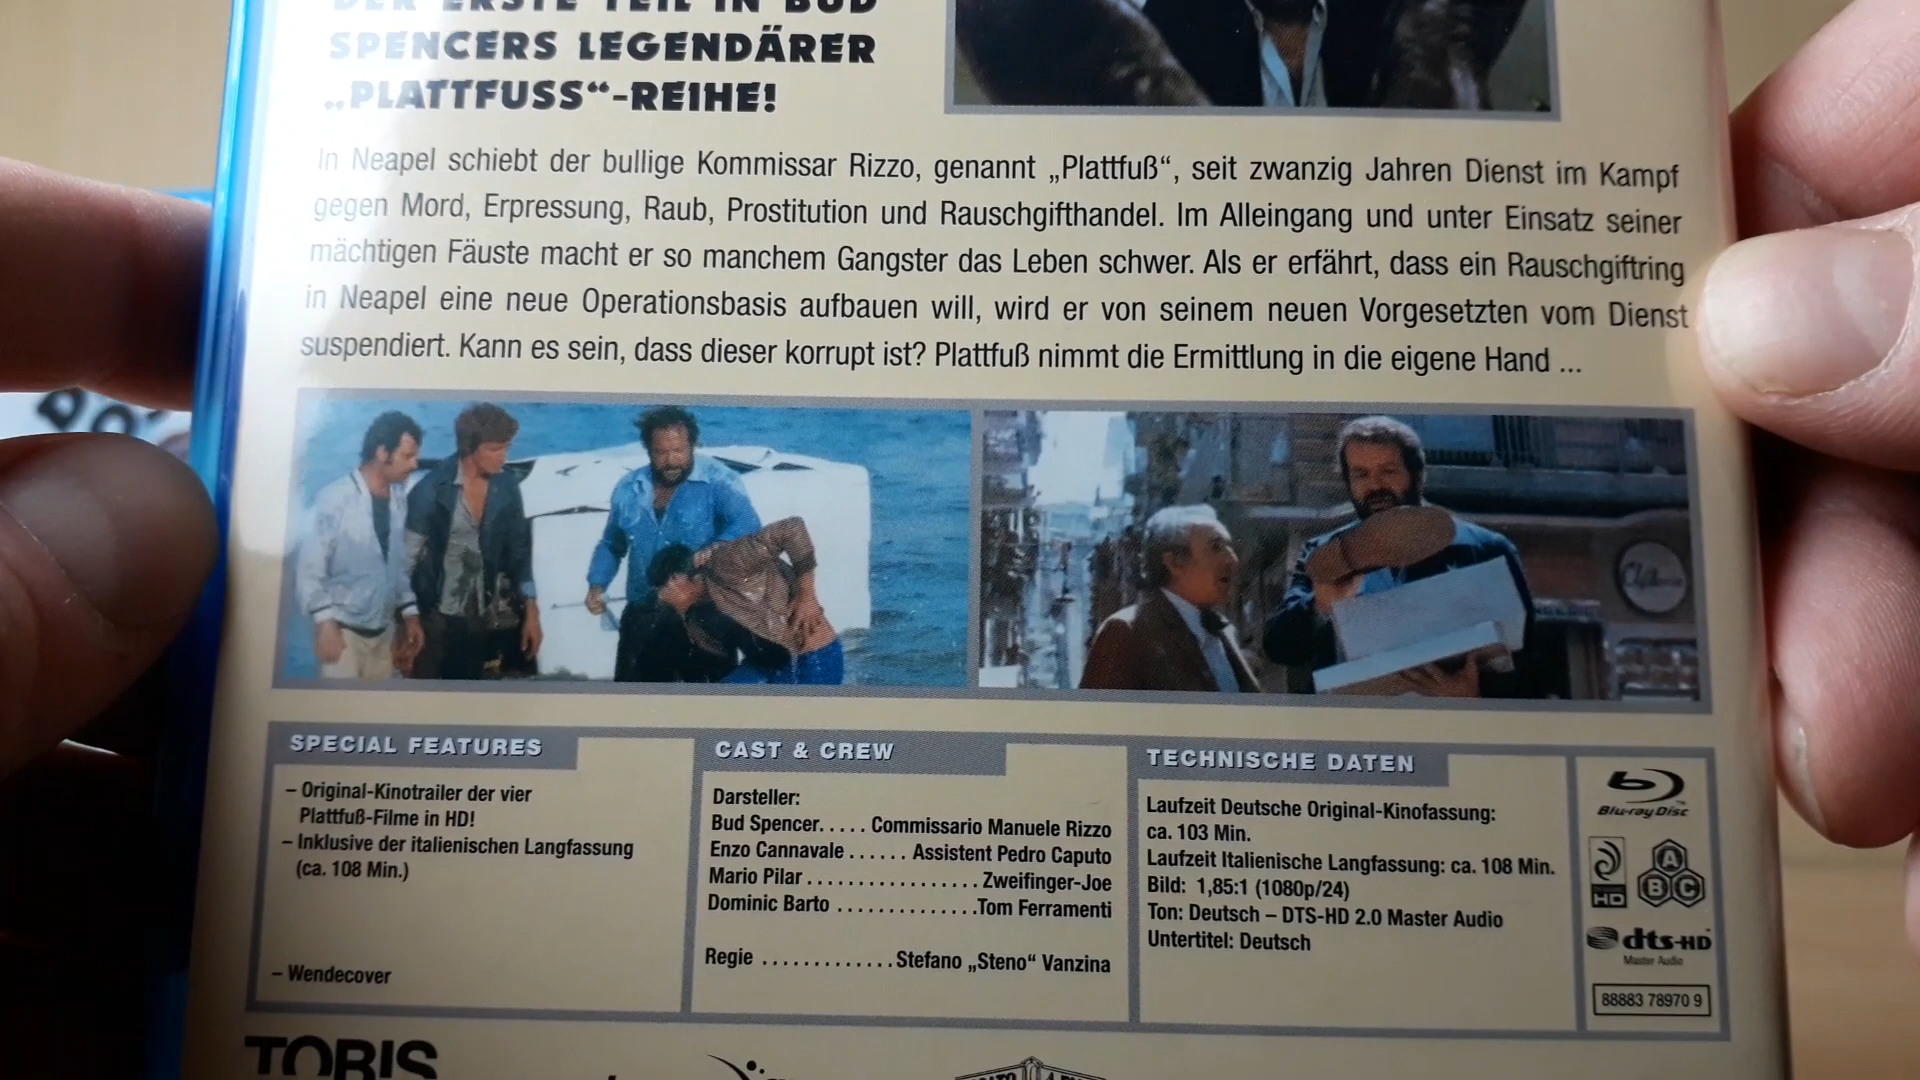 DER ERSTE TEIL IN BUD
SPENCERS LEGENDÄRER
„PLATTFUSS“-REIHE!
In Neapel schiebt der bullige Kommissar Rizzo, genannt „Plattfuß“, seit zwanzig Jahren Dienst im Kampf
gegen Mord, Erpressung, Raub, Prostitution und Rauschgifthandel. Im Alleingang und unter Einsatz seiner
mächtigen Fäuste macht er so manchem Gangster das Leben schwer. Als er erfährt, dass ein Rauschgiftring
in Neapel eine neue Operationsbasis aufbauen will, wird er von seinem neuen Vorgesetzten vom Dienst
suspendiert. Kann es sein, dass dieser korrupt ist? Plattfuß nimmt die Ermittlung in die eigene Hand ...
SPECIAL FEATURES
– Original-Kinotrailer der vier
Plattfuß-Filme in HD!
– Inklusive der italienischen Langfassung
(ca. 108 Min.)
– Wendecover
CAST & CREW
Darsteller:
Bud Spencer..... Commissario Manuele Rizzo
Enzo Cannavale ...... Assistent Pedro Caputo
Mario Pilar ................. Zweifinger-Joe
Dominic Barto ..............Tom Ferramenti
Regie ............. Stefano „Steno“ Vanzina
TECHNISCHE DATEN
Laufzeit Deutsche Original-Kinofassung:
ca. 103 Min.
Laufzeit Italienische Langfassung: ca. 108 Min.
Bild: 1,85:1 (1080p/24)
Ton: Deutsch – DTS-HD 2.0 Master Audio
Untertitel: Deutsch
Blu-ray Disc
HD
A
B C
dts-HD
Master Audio
88883 78970 9
TOBIS